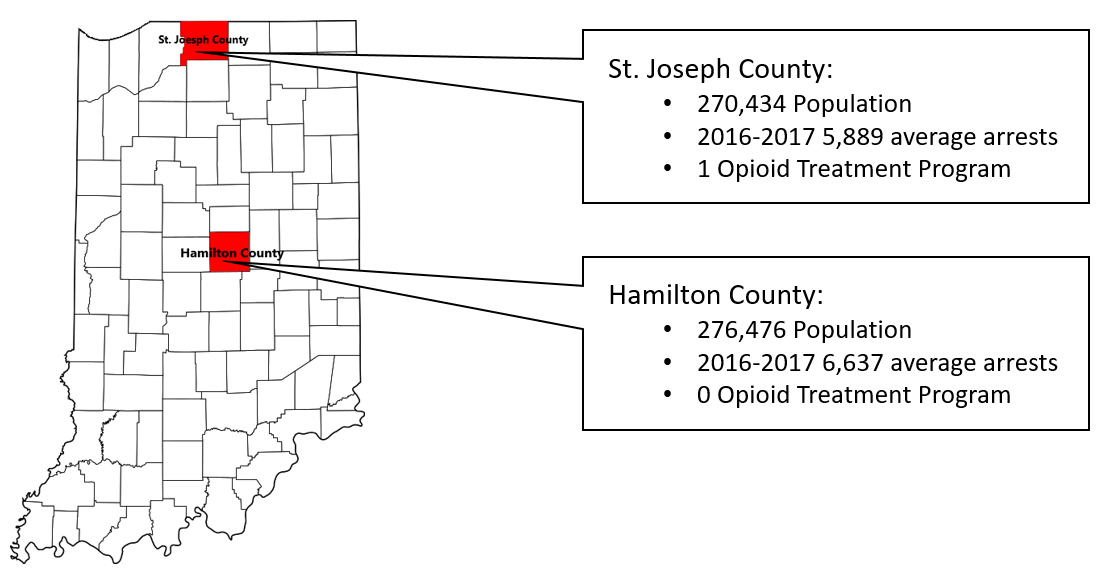 St. Joesph County
St. Joseph County:
• 270,434 Population
• 2016-2017 5,889 average arrests
• 1 Opioid Treatment Program
Hamilton County
Hamilton County:
• 276,476 Population
• 2016-2017 6,637 average arrests
• 0 Opioid Treatment Program